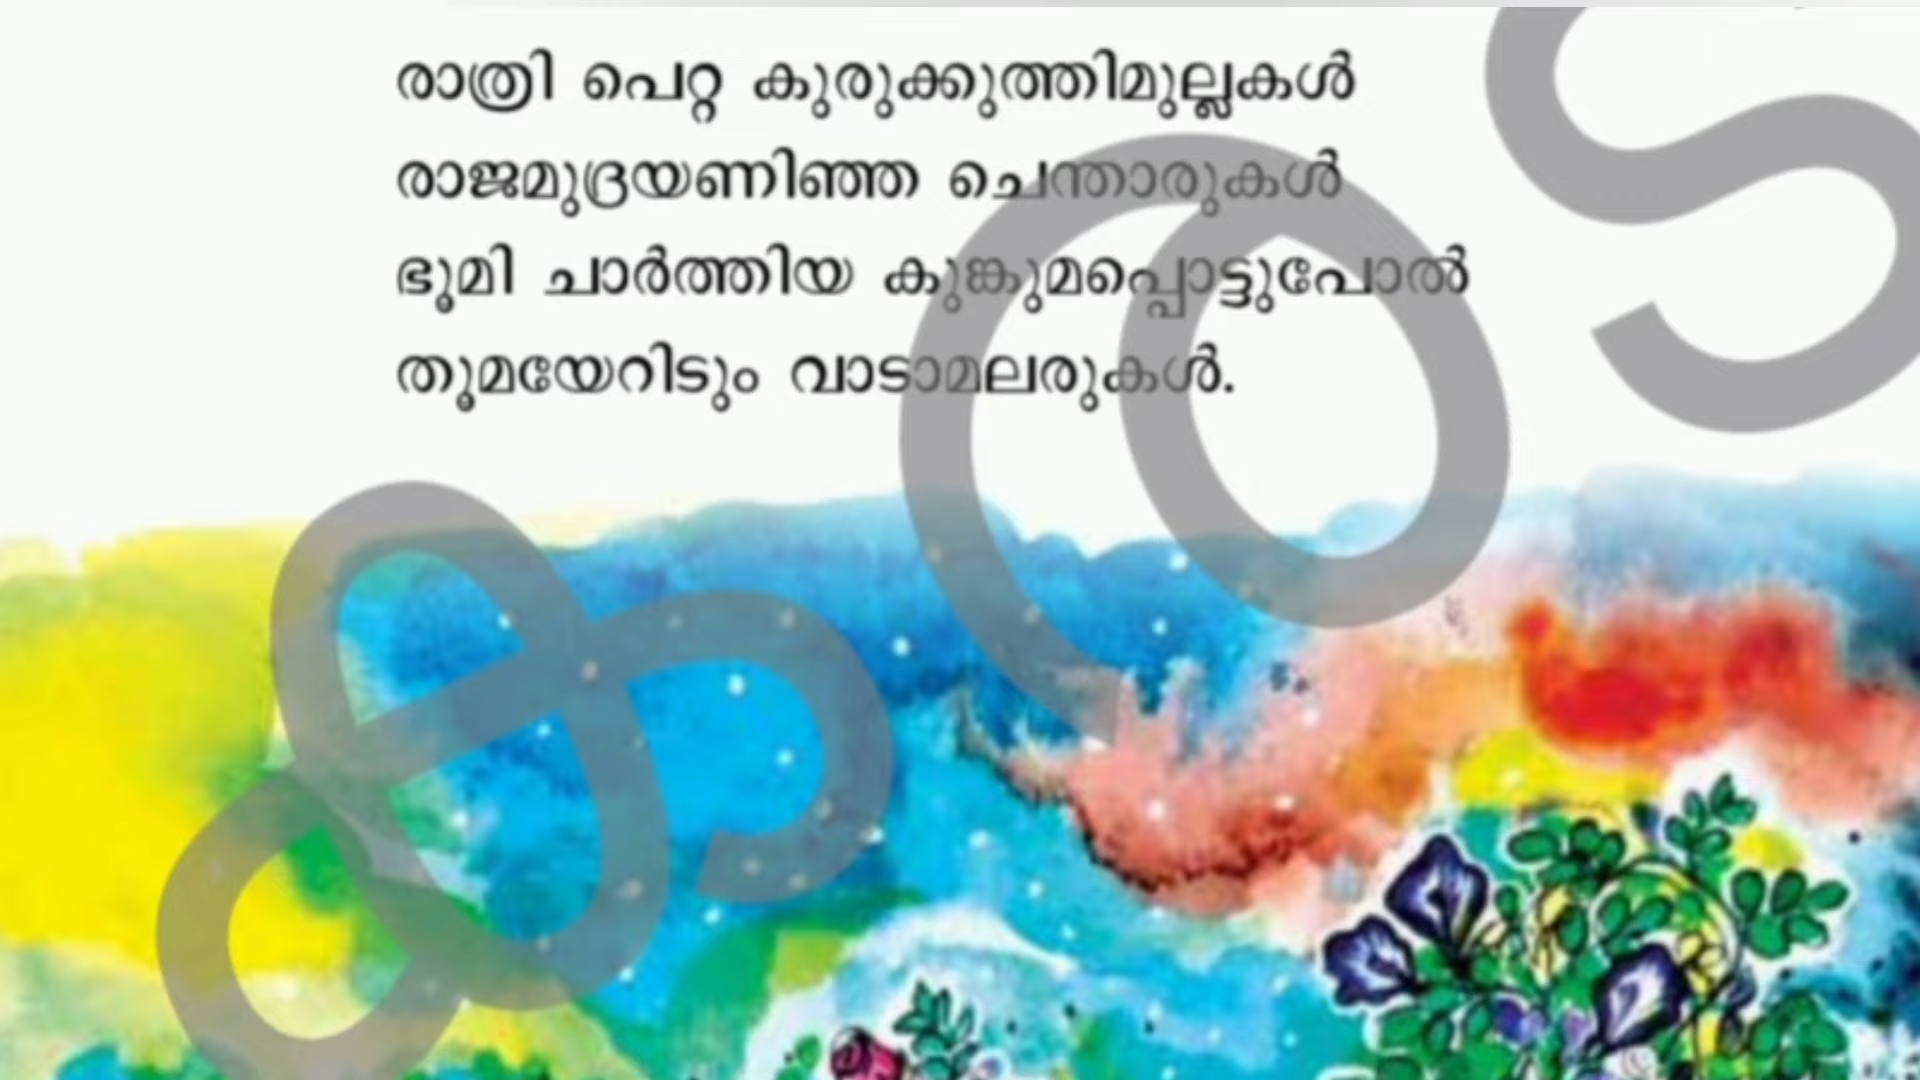 രാത്രി പെറ്റ കുരുക്കുത്തിമുല്ലകൾ
രാജമുദ്രയണിഞ്ഞ ചെന്താരുകൾ
ഭൂമി ചാർത്തിയ കുങ്കുമപ്പൊട്ടുപോൽ
തൂമയേറിടും വാടാമലരുകൾ.